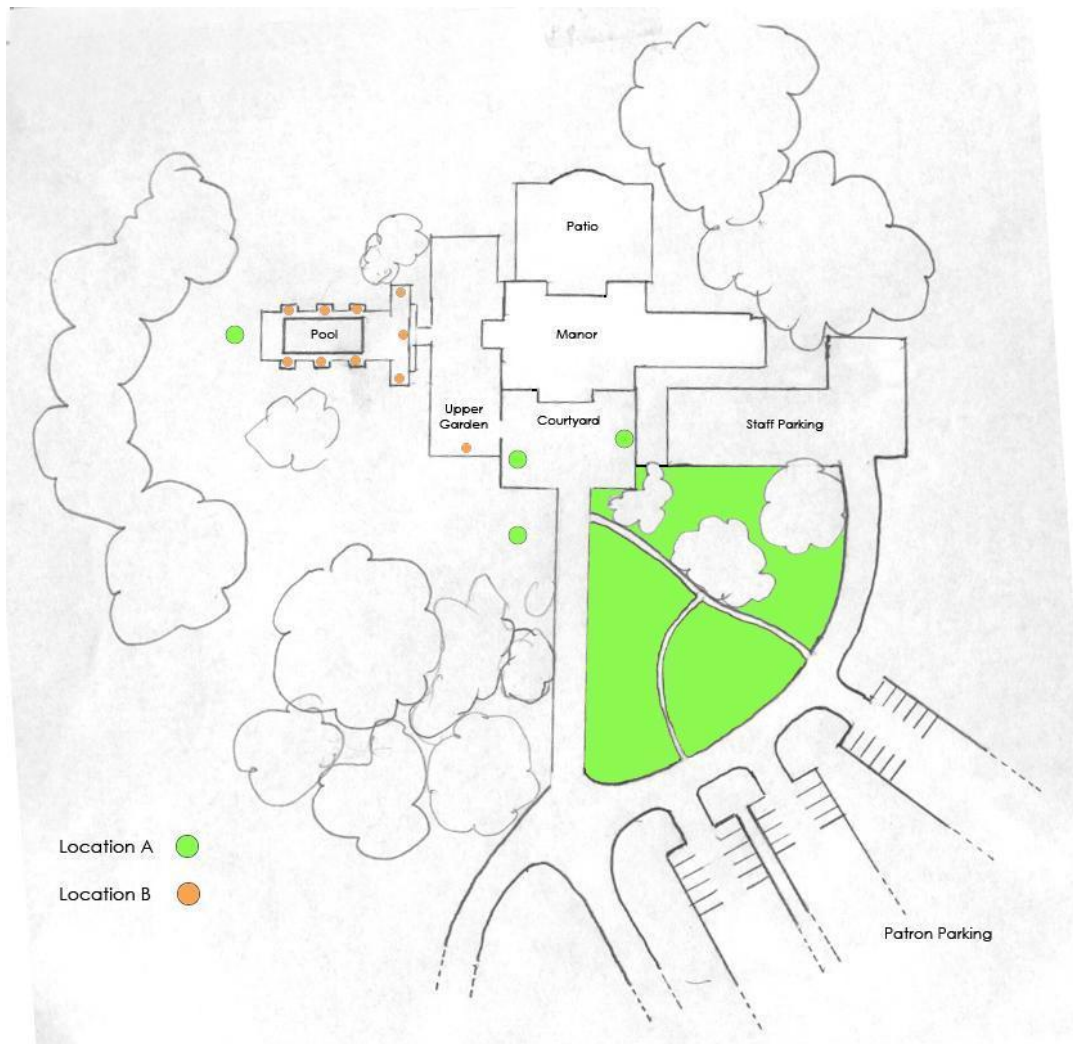 Patio
Pool
Manor
Upper
Garden
Courtyard
Staff Parking
Location A
Location B
Patron Parking